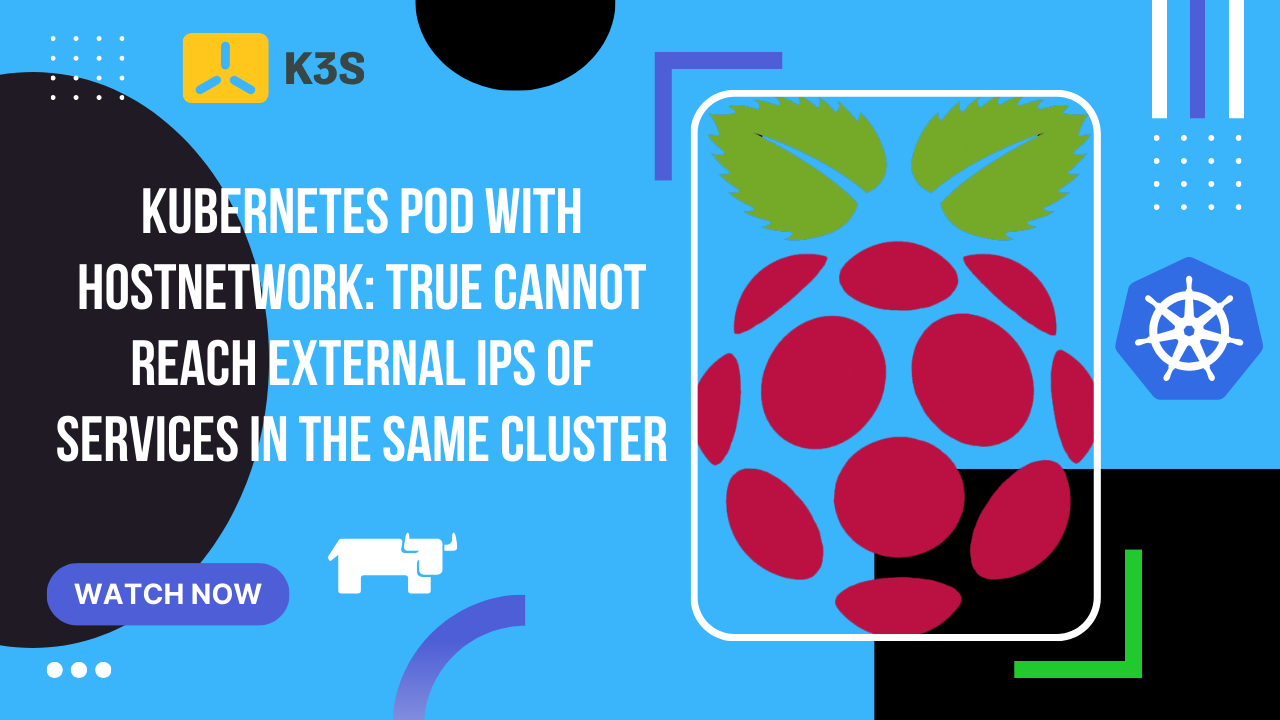 K3S
KUBERNETES POD WITH
HOSTNETWORK: TRUE CANNOT
REACH EXTERNAL IPS OF
SERVICES IN THE SAME CLUSTER
WATCH NOW